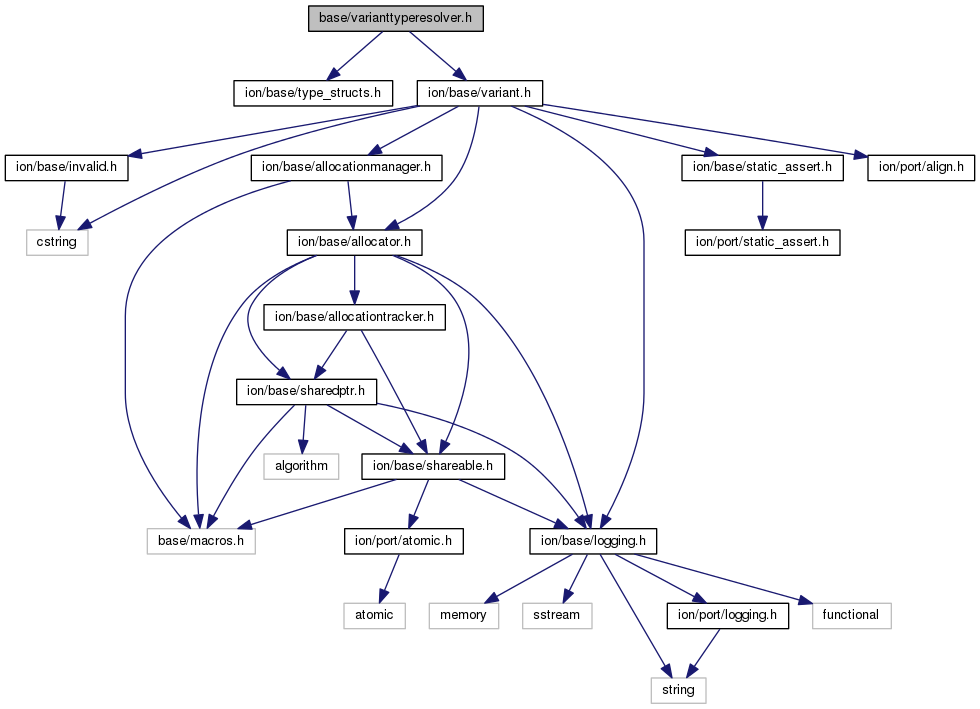 base/varianttyperesolver.h
ion/base/type_structs.h
ion/base/variant.h
ion/base/invalid.h
ion/base/allocationmanager.h
ion/base/static_assert.h
ion/port/align.h
cstring
ion/base/allocator.h
ion/port/static_assert.h
ion/base/allocationtracker.h
ion/base/sharedptr.h
algorithm
ion/base/shareable.h
base/macros.h
ion/port/atomic.h
ion/base/logging.h
atomic
memory
sstream
ion/port/logging.h
functional
string